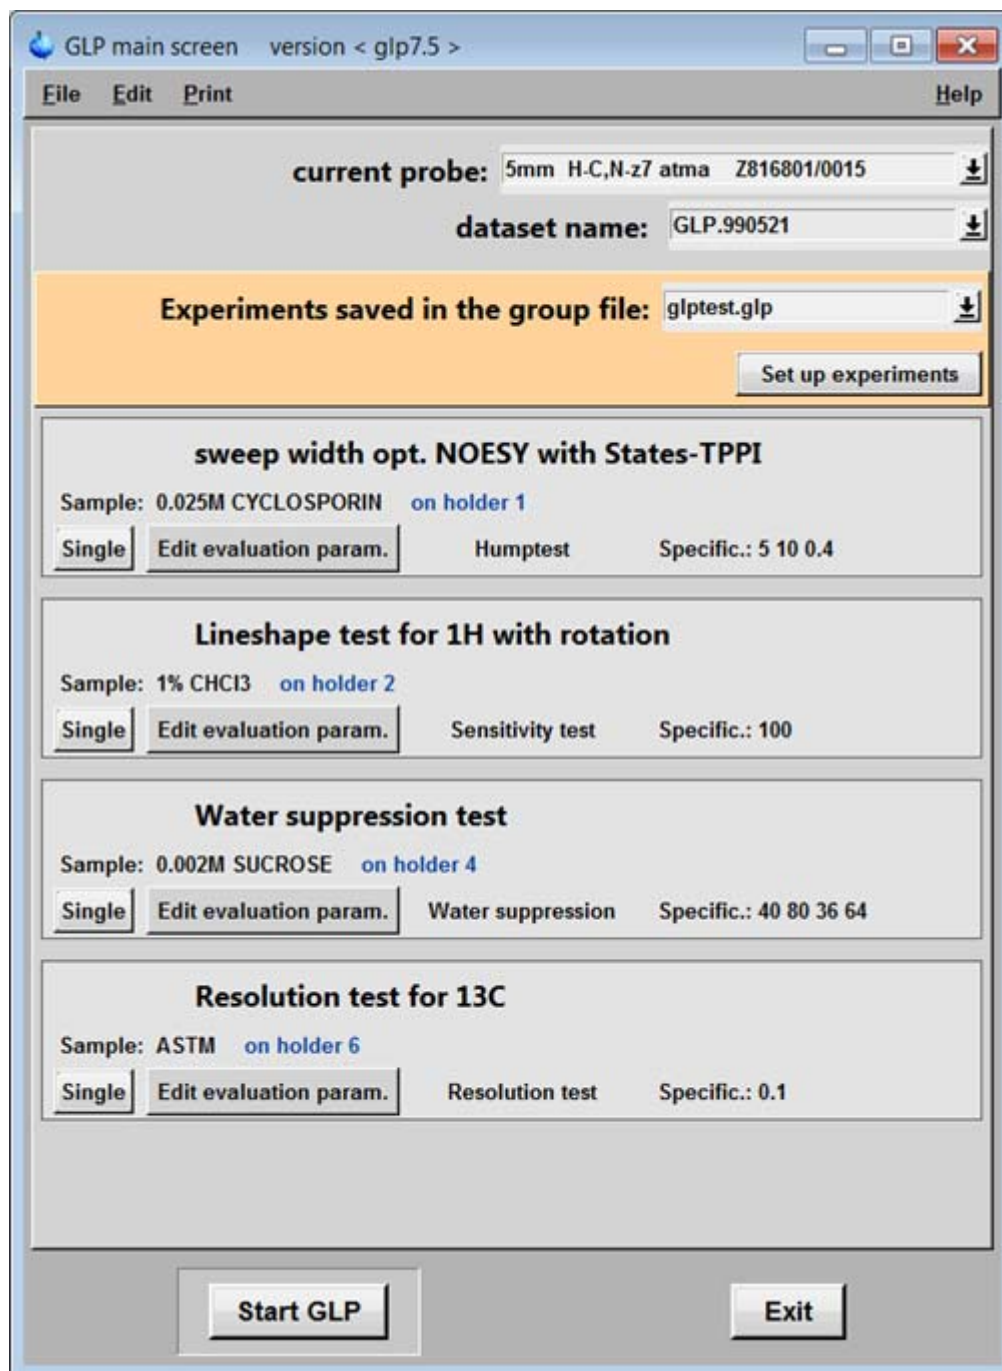 GLP main screen version < glp7.5 >
File Edit Print Help
current probe: 5mm H-C,N-z7 atma Z816801/0015
dataset name: GLP.990521
Experiments saved in the group file: glptest.glp
Set up experiments
sweep width opt. NOESY with States-TPPI
Sample: 0.025M CYCLOSPORIN on holder 1
Single Edit evaluation param. Humptest Specific.: 5 10 0.4
Lineshape test for 1H with rotation
Sample: 1% CHCl3 on holder 2
Single Edit evaluation param. Sensitivity test Specific.: 100
Water suppression test
Sample: 0.002M SUCROSE on holder 4
Single Edit evaluation param. Water suppression Specific.: 40 80 36 64
Resolution test for 13C
Sample: ASTM on holder 6
Single Edit evaluation param. Resolution test Specific.: 0.1
Start GLP Exit